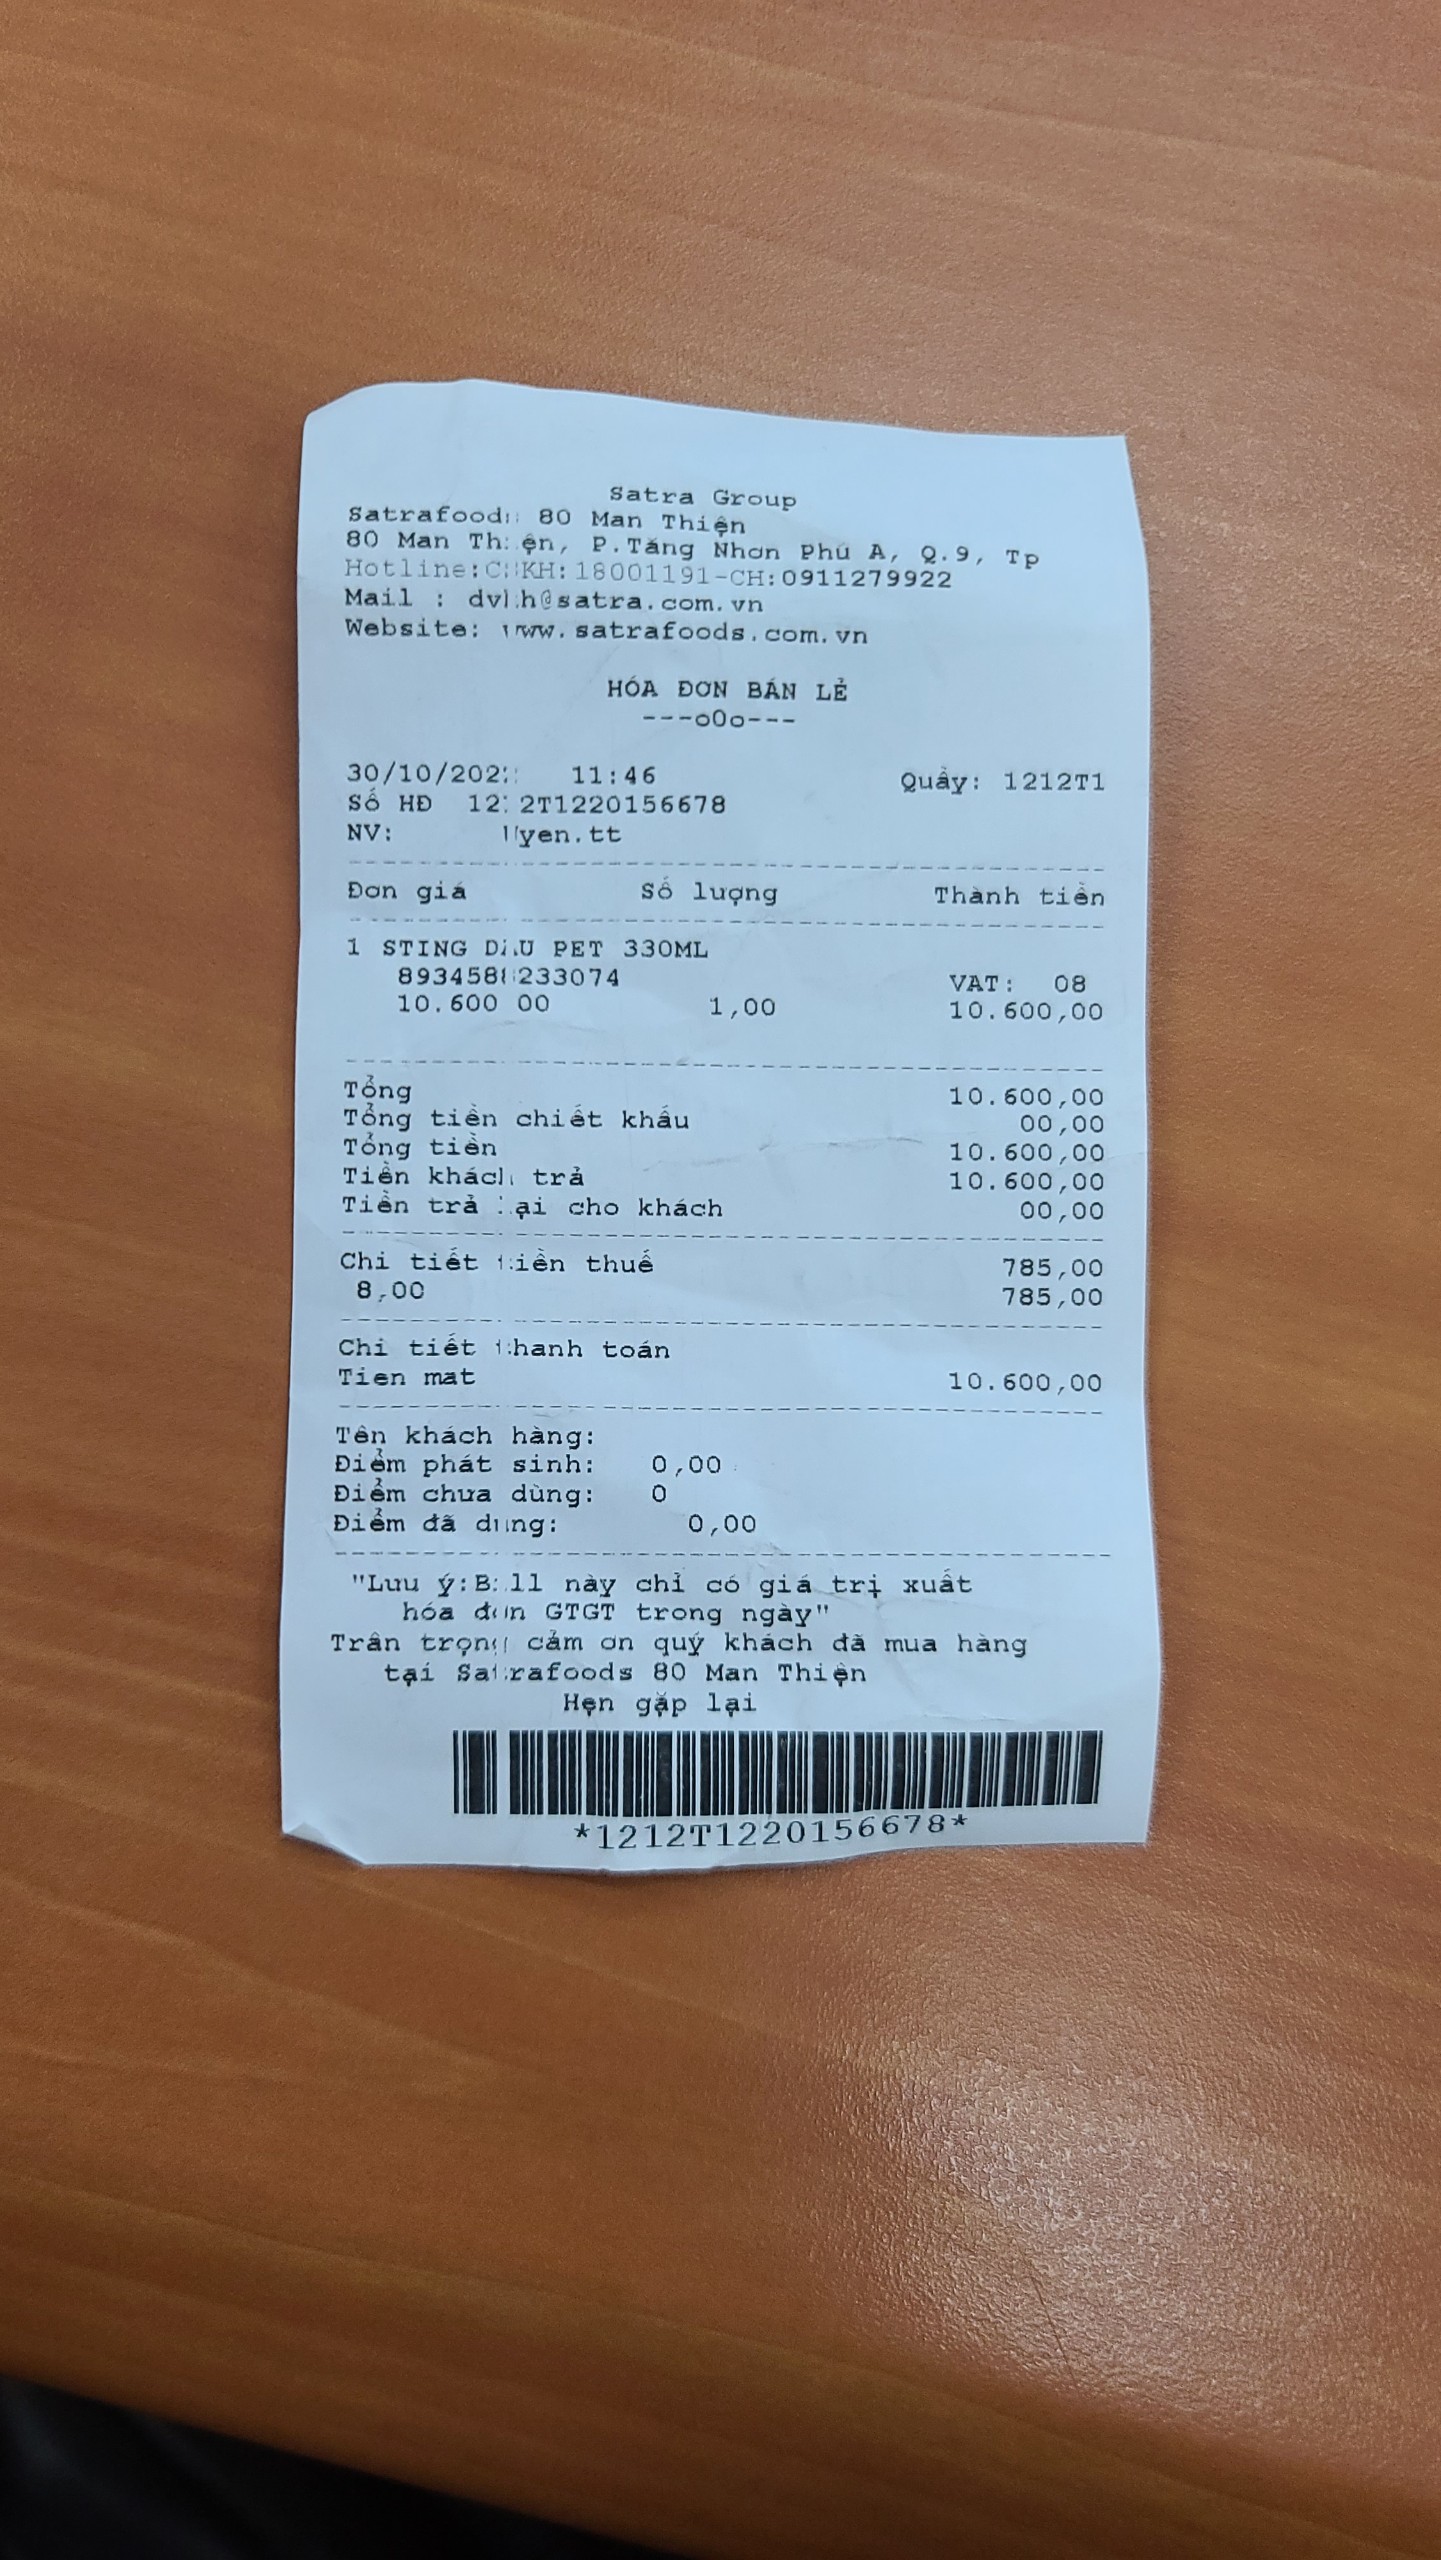 Satra Group
Satrafoods 80 Man Thiện
80 Man Thiện, P.Tăng Nhơn Phú A, Q.9, Tp
Hotline:CSKH:18001191-CH:0911279922
Mail : dvkh@satra.com.vn
Website: www.satrafoods.com.vn
HÓA ĐƠN BÁN LẺ
---o0o---
30/10/2022 11:46 Quầy: 1212T1
Số HĐ 1212T1220156678
NV: Uyen.tt
Đơn giá Số lượng Thành tiền
1 STING DAU PET 330ML
8934588233074 VAT: 08
10.600,00 1,00 10.600,00
Tổng 10.600,00
Tổng tiền chiết khấu 00,00
Tổng tiền 10.600,00
Tiền khách trả 10.600,00
Tiền trả lại cho khách 00,00
Chi tiết tiền thuế 785,00
8,00 785,00
Chi tiết thanh toán
Tien mat 10.600,00
Tên khách hàng:
Điểm phát sinh: 0,00
Điểm chưa dùng: 0
Điểm đã dùng: 0,00
"Lưu ý:Bill này chỉ có giá trị xuất
hóa đơn GTGT trong ngày"
Trân trọng cảm ơn quý khách đã mua hàng
tại Satrafoods 80 Man Thiện
Hẹn gặp lại
*1212T1220156678*